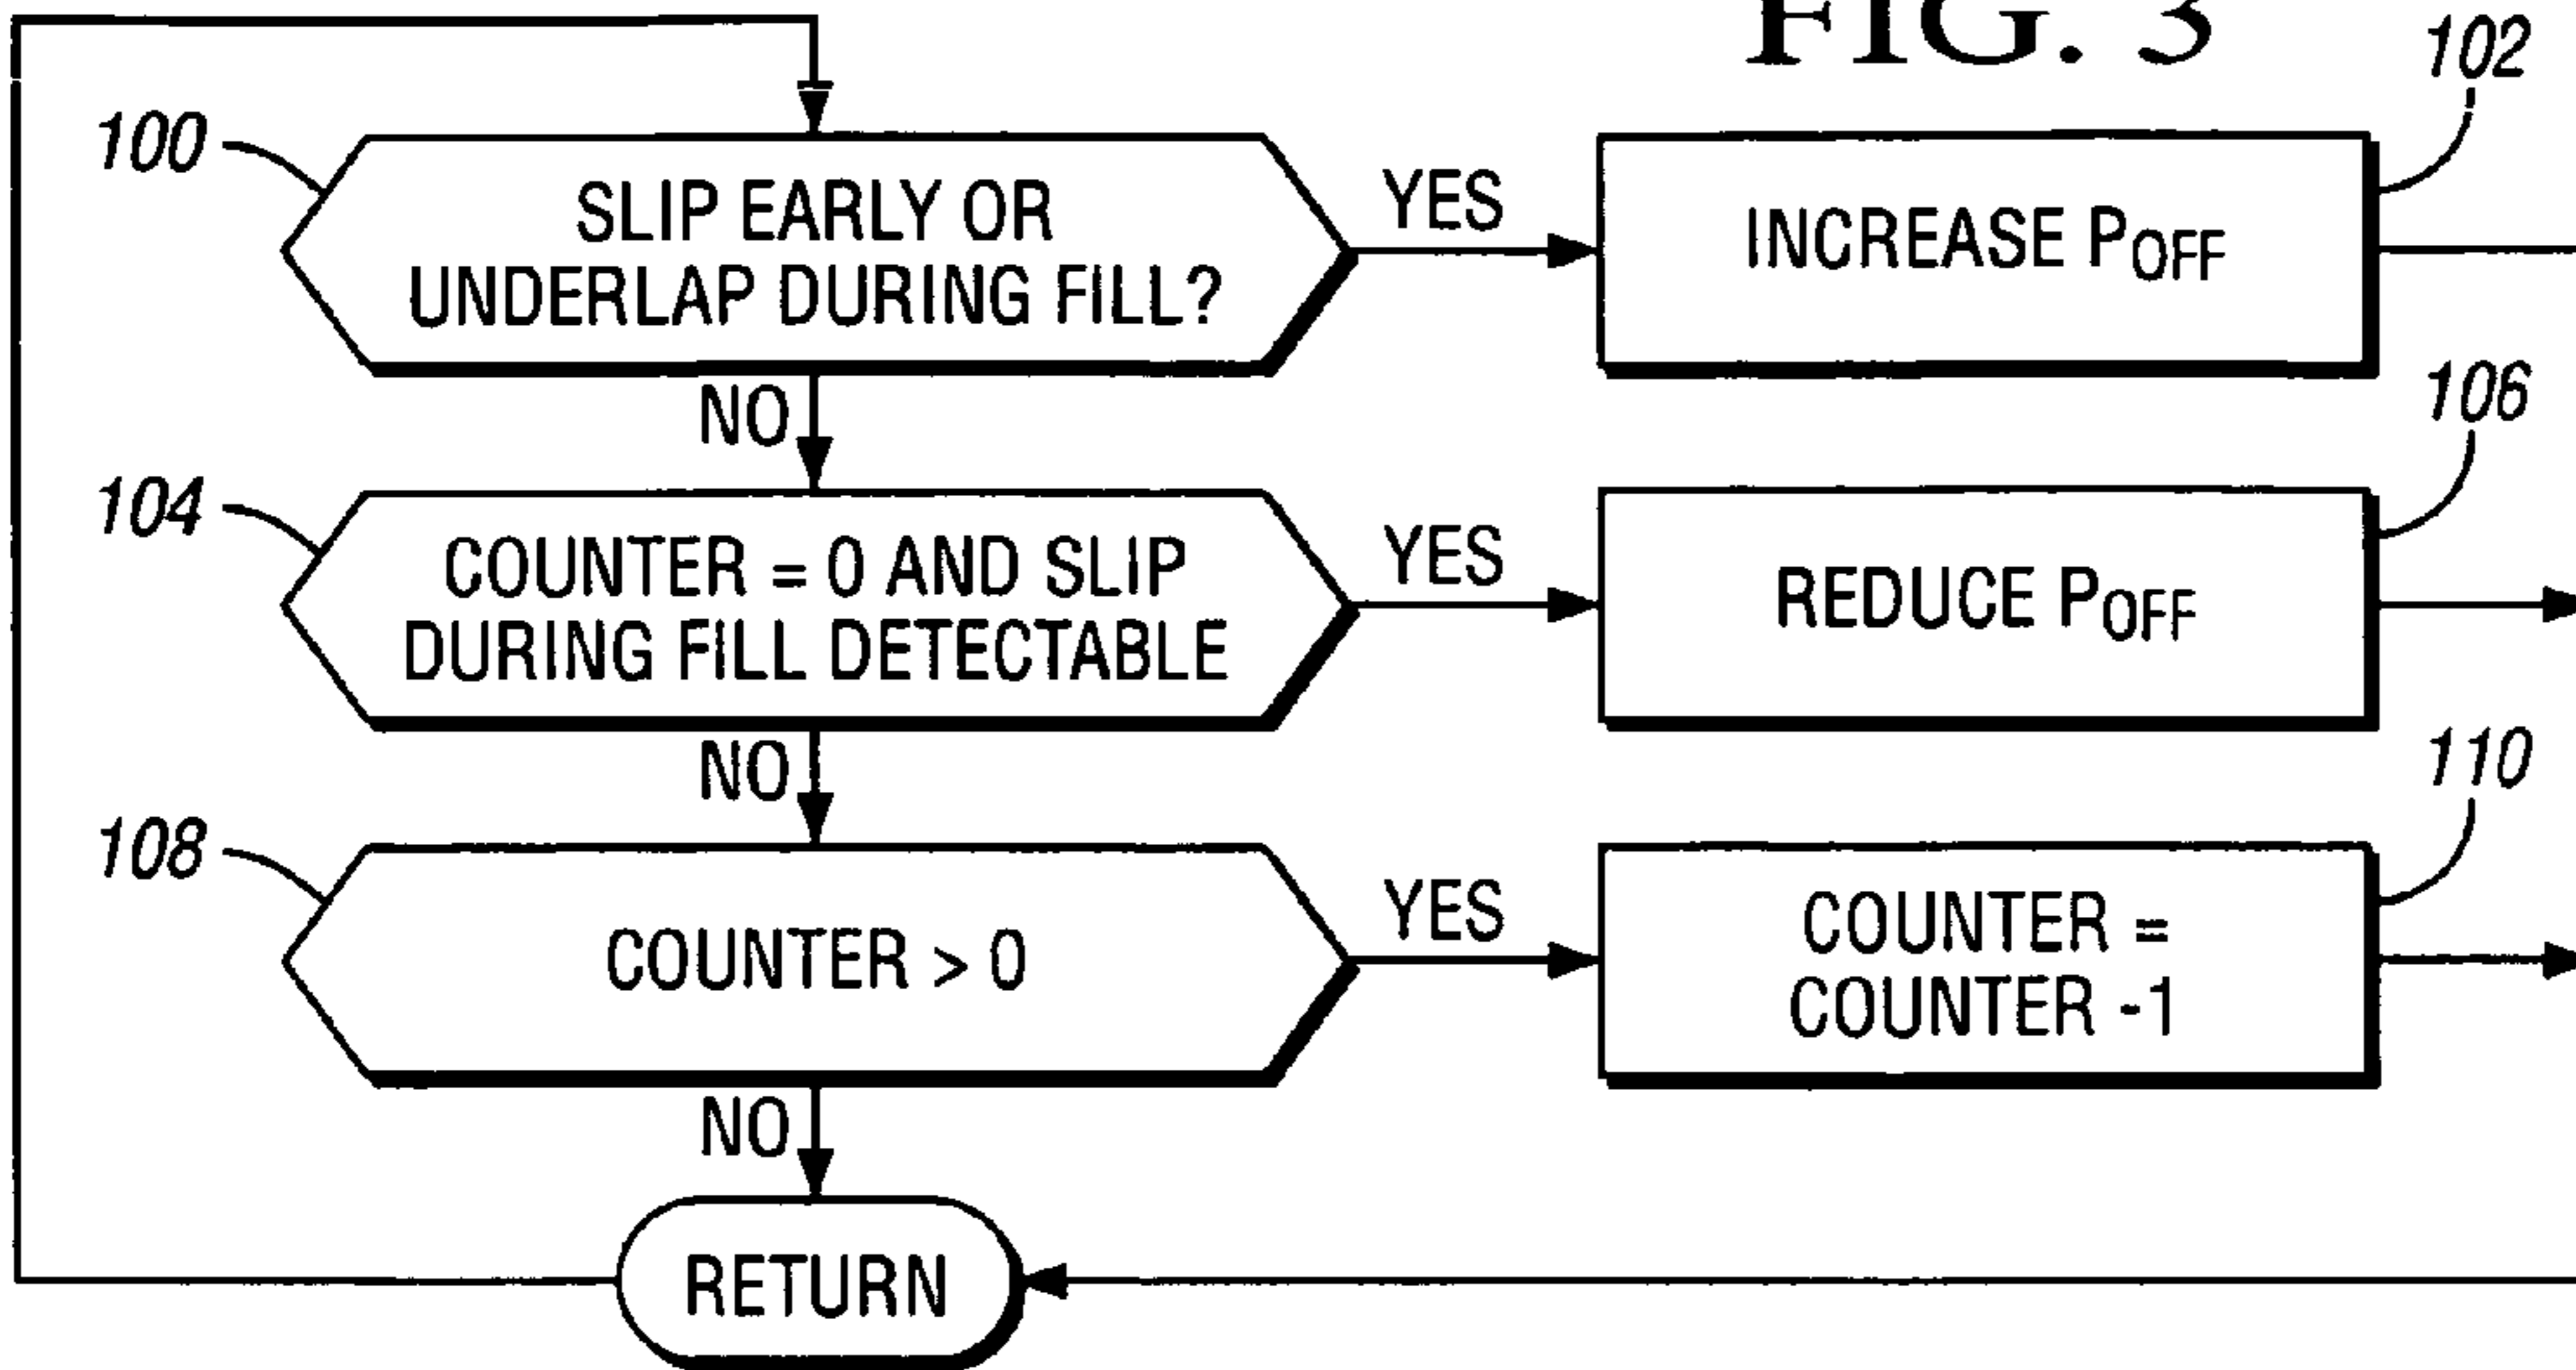 FIG. 3
102
100
SLIP EARLY OR
UNDERLAP DURING FILL?
YES
INCREASE POFF
NO
106
104
COUNTER = 0 AND SLIP
DURING FILL DETECTABLE
YES
REDUCE POFF
NO
110
108
COUNTER > 0
YES
COUNTER =
COUNTER -1
NO
RETURN